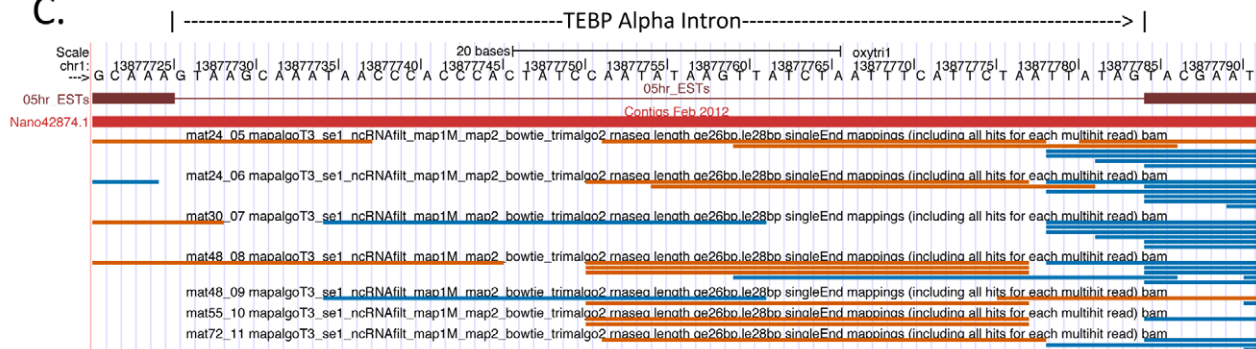 C.
| ------------------------------------TEBP Alpha Intron------------------------------------> |
Scale 20 bases oxytri1
chr1: 13877725 13877730 13877735 13877740 13877745 13877750 13877755 13877760 13877765 13877770 13877775 13877780 13877785 13877790
---> G C A A A G T A A G C A A A A T A A C C C A C C C A C T A T C C C A A T A T A A G T T A T C T A A T T T C A T T C T A A T T T A T A G T A C G A A T
05hr_ESTs
05hr_ESTs
Contigs Feb 2012
Nano42874.1
mat24_05 mapalgoT3_se1_ncRNAfilt_map1M_map2_bowtie_trimalgo2 rnaseq length ge26bp.le28bp singleEnd mappings (including all hits for each multihit read) bam
mat24_06 mapalgoT3_se1_ncRNAfilt_map1M_map2_bowtie_trimalgo2 rnaseq length ge26bp.le28bp singleEnd mappings (including all hits for each multihit read) bam
mat30_07 mapalgoT3_se1_ncRNAfilt_map1M_map2_bowtie_trimalgo2 rnaseq length ge26bp.le28bp singleEnd mappings (including all hits for each multihit read) bam
mat48_08 mapalgoT3_se1_ncRNAfilt_map1M_map2_bowtie_trimalgo2 rnaseq length ge26bp.le28bp singleEnd mappings (including all hits for each multihit read) bam
mat48_09 mapalgoT3_se1_ncRNAfilt_map1M_map2_bowtie_trimalgo2 rnaseq length ge26bp.le28bp singleEnd mappings (including all hits for each multihit read) bam
mat55_10 mapalgoT3_se1_ncRNAfilt_map1M_map2_bowtie_trimalgo2 rnaseq length ge26bp.le28bp singleEnd mappings (including all hits for each multihit read) bam
mat72_11 mapalgoT3_se1_ncRNAfilt_map1M_map2_bowtie_trimalgo2 rnaseq length ge26bp.le28bp singleEnd mappings (including all hits for each multihit read) bam